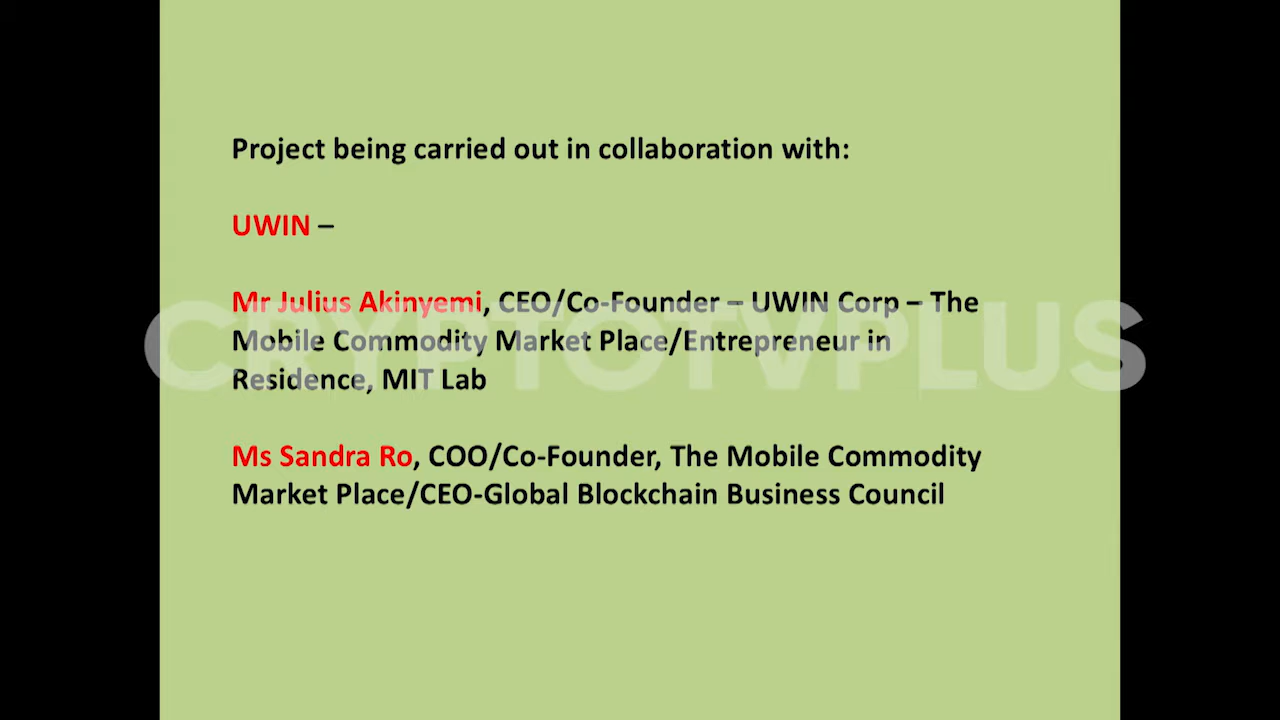 Project being carried out in collaboration with:
UWIN –
Mr Julius Akinyemi, CEO/Co-Founder – UWIN Corp – The
Mobile Commodity Market Place/Entrepreneur in
CRYPTOTVPLUS
Residence, MIT Lab
Ms Sandra Ro, COO/Co-Founder, The Mobile Commodity
Market Place/CEO-Global Blockchain Business Council